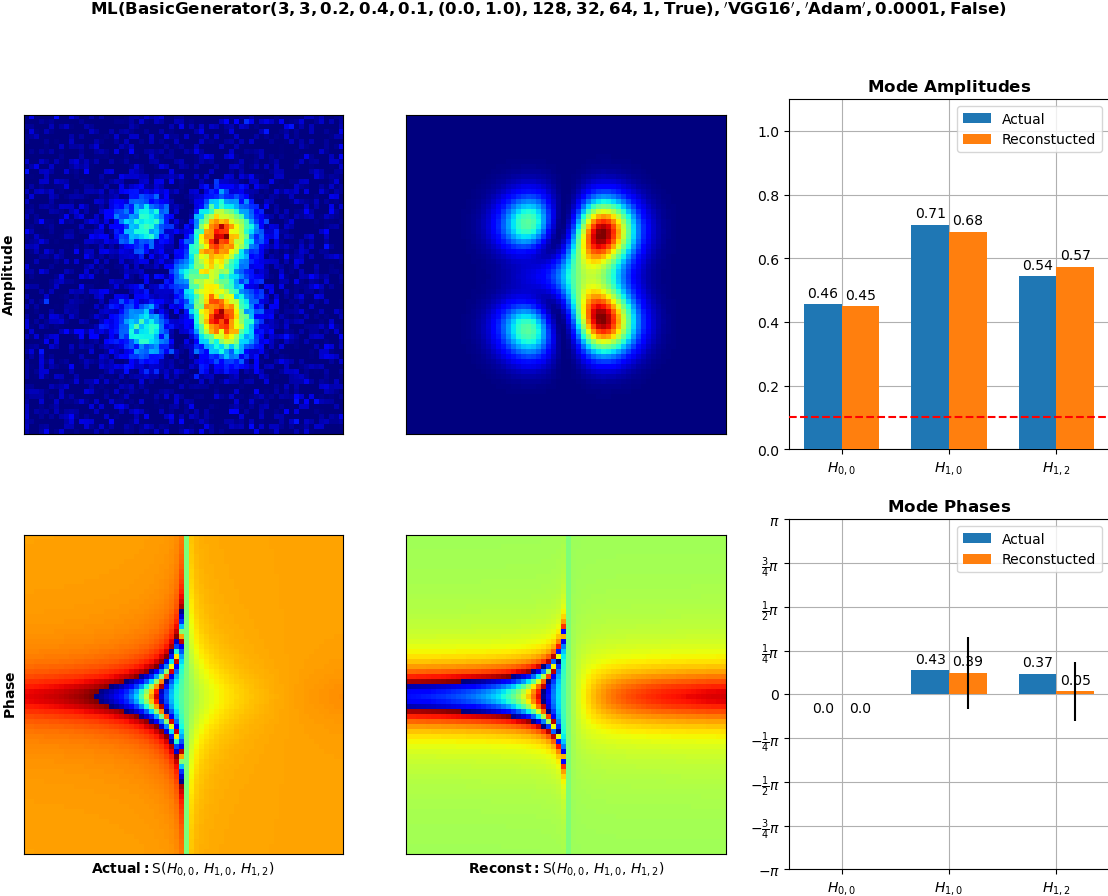 ML(BasicGenerator(3, 3, 0.2, 0.4, 0.1, (0.0, 1.0), 128, 32, 64, 1, True), ′VGG16′, ′Adam′, 0.0001, False)
Amplitude
Mode Amplitudes
Actual
Reconstucted
1.0
0.8
0.6
0.4
0.2
0.0
0.46
0.45
0.71
0.68
0.54
0.57
H0,0
H1,0
H1,2
Phase
Actual: S(H0,0, H1,0, H1,2)
Reconst: S(H0,0, H1,0, H1,2)
Mode Phases
Actual
Reconstucted
π
3/4π
1/2π
1/4π
0
−1/4π
−1/2π
−3/4π
−π
0.0
0.0
0.43
0.39
0.37
0.05
H0,0
H1,0
H1,2